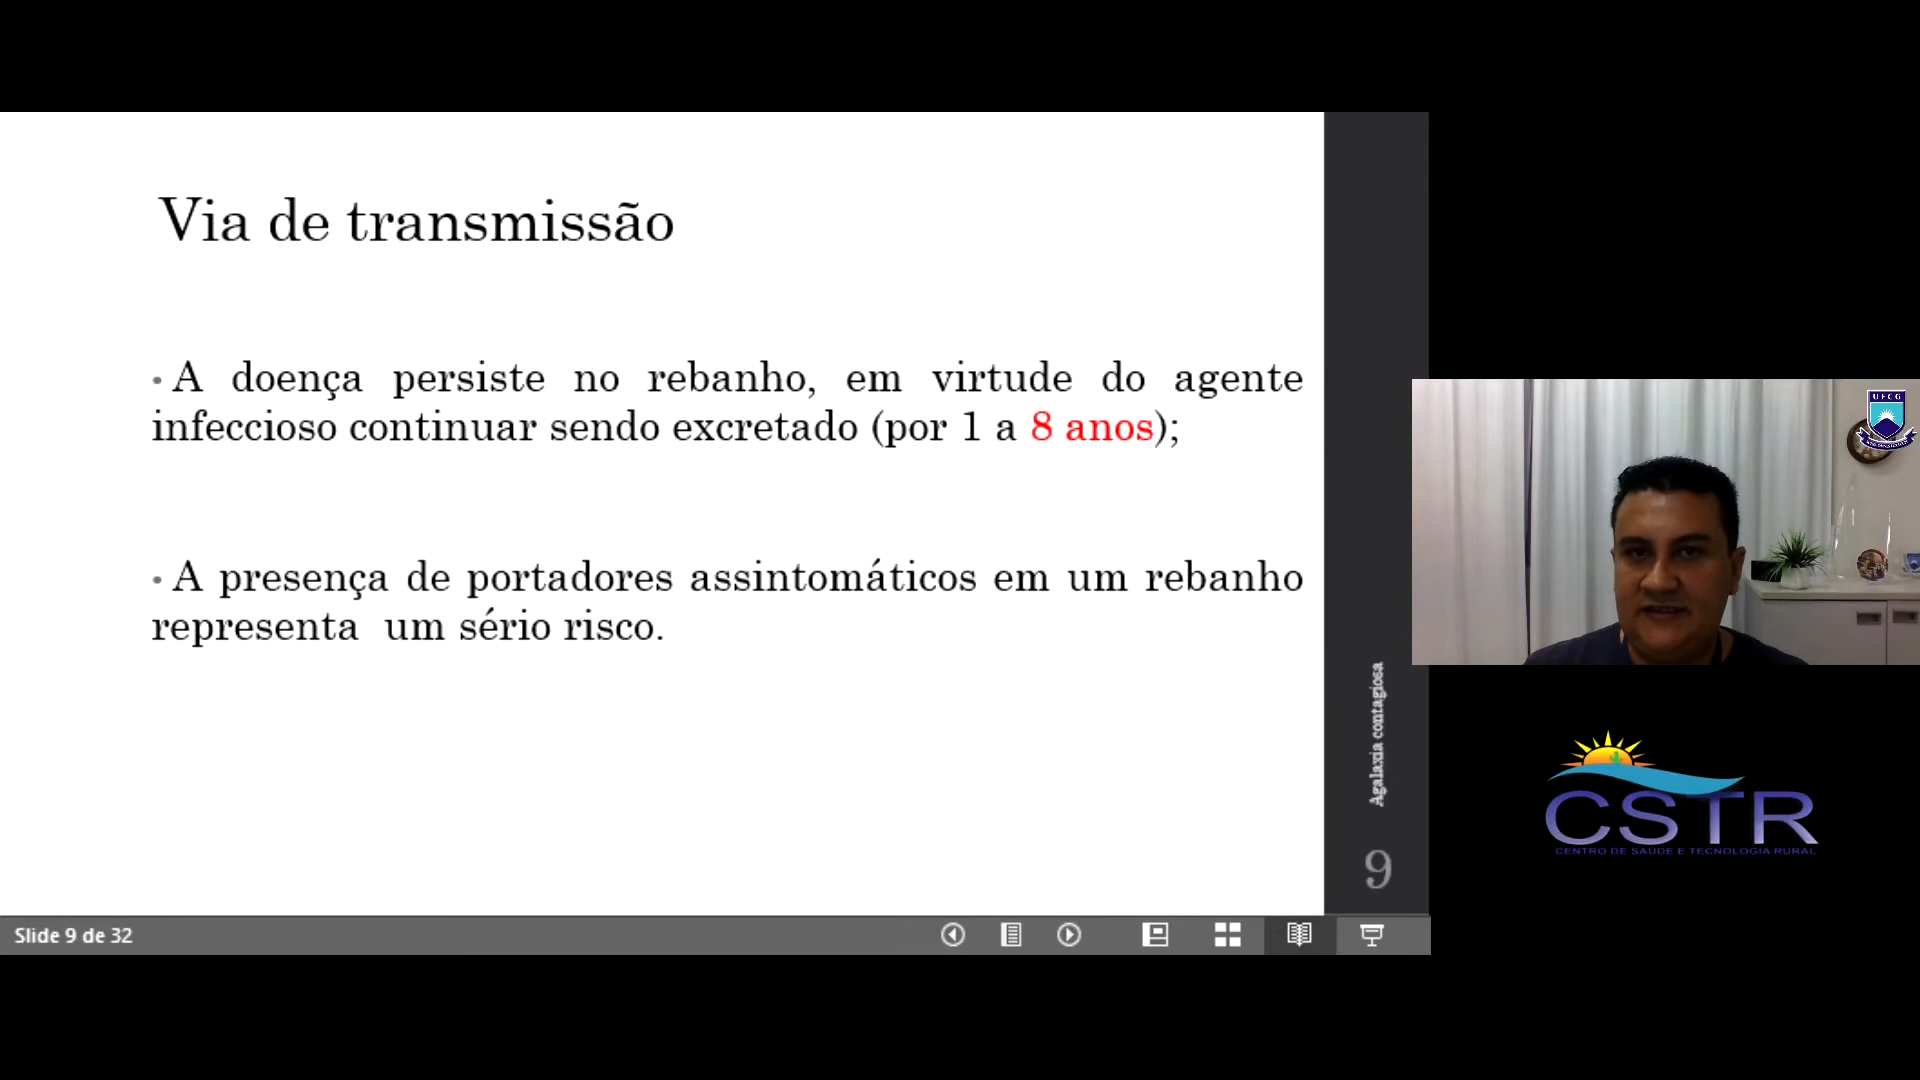 Via de transmissão
• A doença persiste no rebanho, em virtude do agente
infeccioso continuar sendo excretado (por 1 a 8 anos);
• A presença de portadores assintomáticos em um rebanho
representa um sério risco.
Agalaxia contagiosa
9
Slide 9 de 32
UFCG
CSTR
CENTRO DE SAÚDE E TECNOLOGIA RURAL